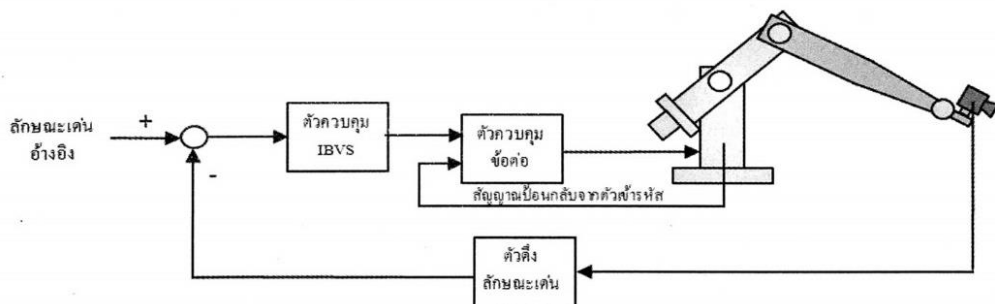 ลักษณะเด่น
อ้างอิง
+
-
ตัวควบคุม
IBVS
ตัวควบคุม
ข้อต่อ
สัญญาณป้อนกลับจากตัวเข้ารหัส
ตัวดึง
ลักษณะเด่น